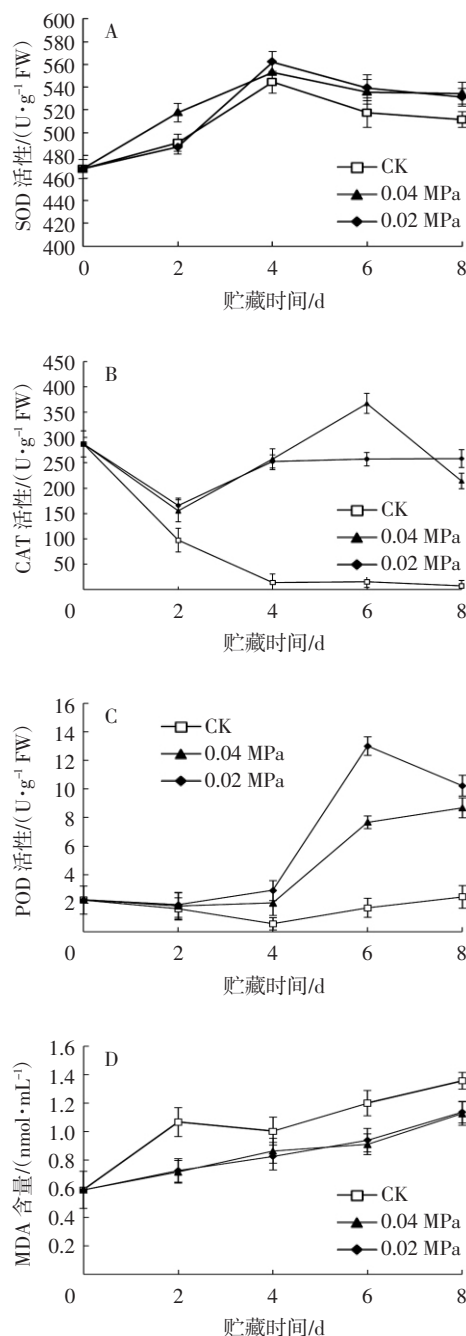 600
580
560
540
520
500
480
460
440
420
400
A
SOD 活性/(U·g⁻¹ FW)
CK
0.04 MPa
0.02 MPa
0 2 4 6 8
贮藏时间/d
450
400
350
300
250
200
150
100
50
B
CAT 活性/(U·g⁻¹ FW)
CK
0.04 MPa
0.02 MPa
0 2 4 6 8
贮藏时间/d
16
14
12
10
8
6
4
2
C
POD 活性/(U·g⁻¹ FW)
CK
0.04 MPa
0.02 MPa
0 2 4 6 8
贮藏时间/d
1.6
1.4
1.2
1.0
0.8
0.6
0.4
0.2
D
MDA 含量/(nmol·mL⁻¹)
CK
0.04 MPa
0.02 MPa
0 2 4 6 8
贮藏时间/d